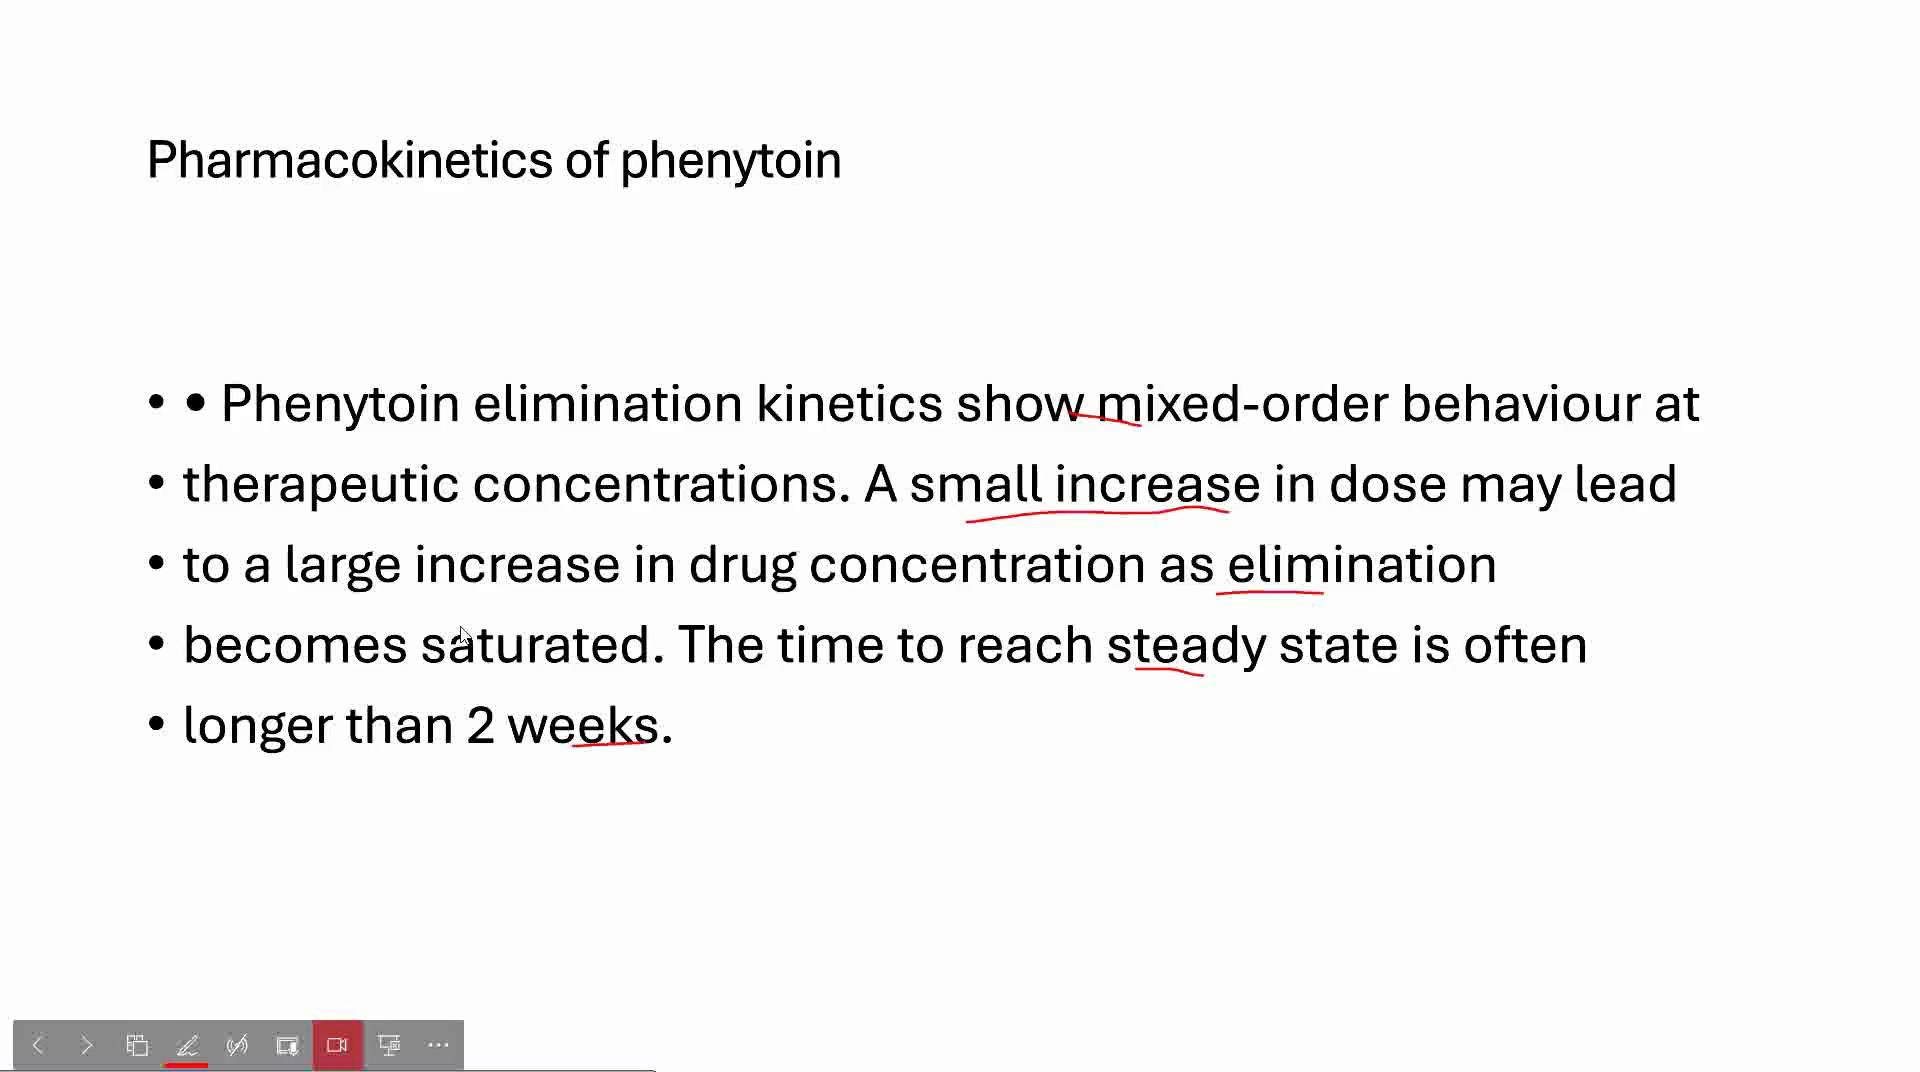 Pharmacokinetics of phenytoin
• • Phenytoin elimination kinetics show mixed-order behaviour at
• therapeutic concentrations. A small increase in dose may lead
• to a large increase in drug concentration as elimination
• becomes saturated. The time to reach steady state is often
• longer than 2 weeks.